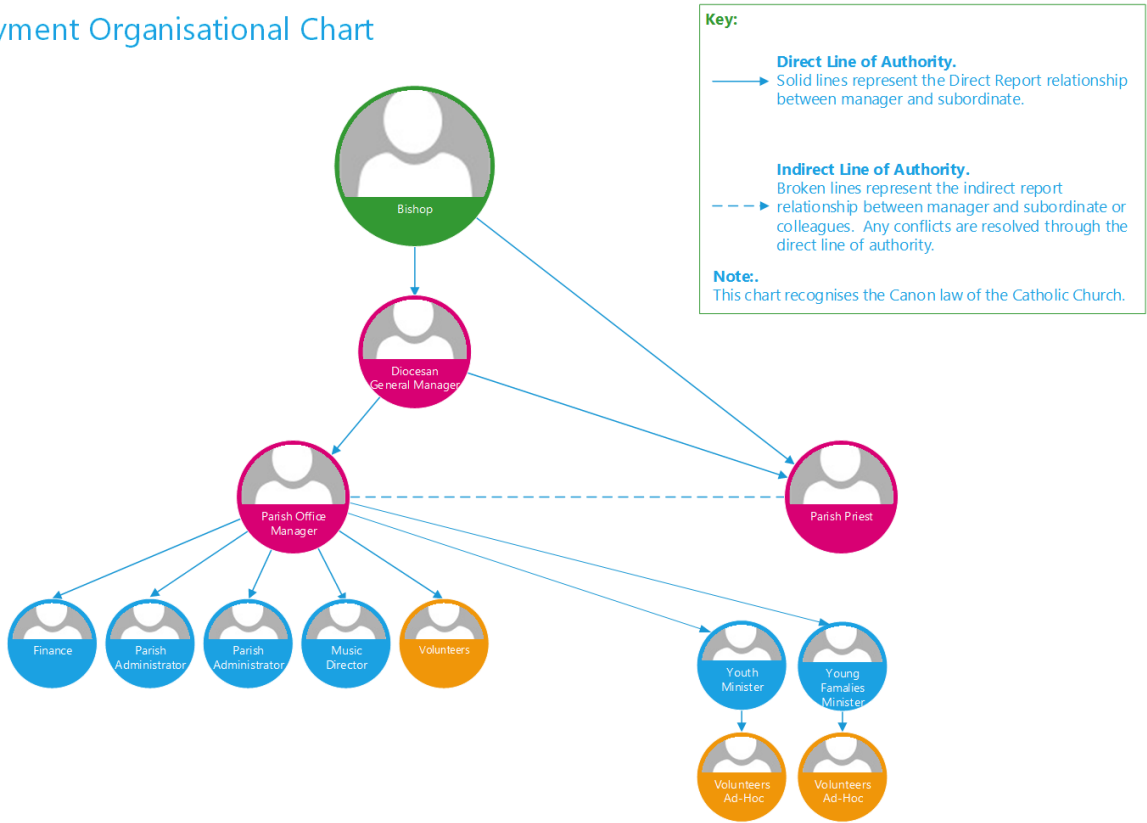 yment Organisational Chart
Key:
Direct Line of Authority.
Solid lines represent the Direct Report relationship
between manager and subordinate.
Indirect Line of Authority.
Broken lines represent the indirect report
relationship between manager and subordinate or
colleagues. Any conflicts are resolved through the
direct line of authority.
Note:.
This chart recognises the Canon law of the Catholic Church.
Bishop
Diocesan
General Manager
Parish Office
Manager
Parish Priest
Finance
Parish
Administrator
Parish
Administrator
Music
Director
Volunteers
Youth
Minister
Young
Famalies
Minister
Volunteers
Ad-Hoc
Volunteers
Ad-Hoc